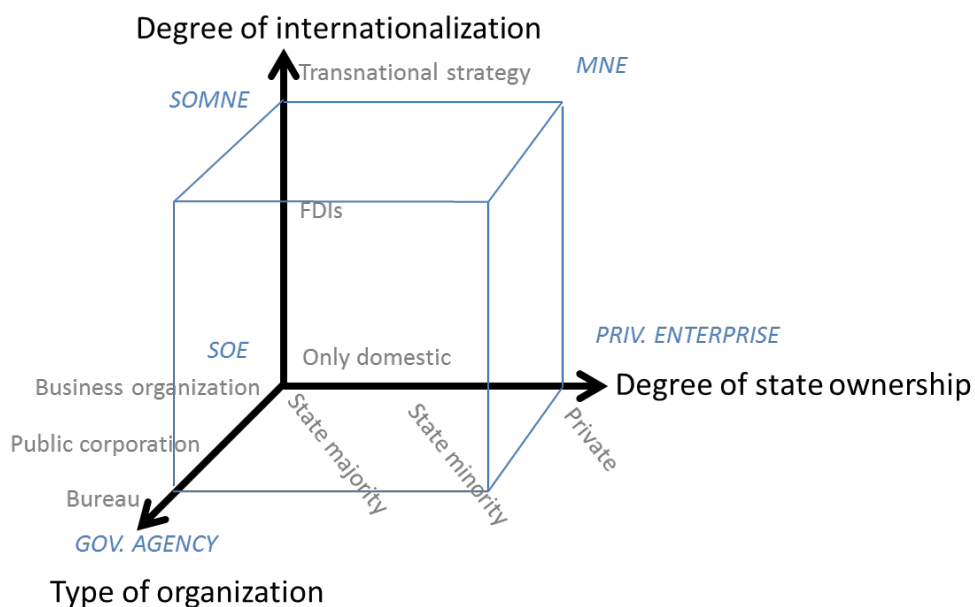 Degree of internationalization
Transnational strategy
MNE
SOMNE
FDIs
SOE
Only domestic
PRIV. ENTERPRISE
Business organization
Degree of state ownership
State majority
State minority
Private
Public corporation
Bureau
GOV. AGENCY
Type of organization